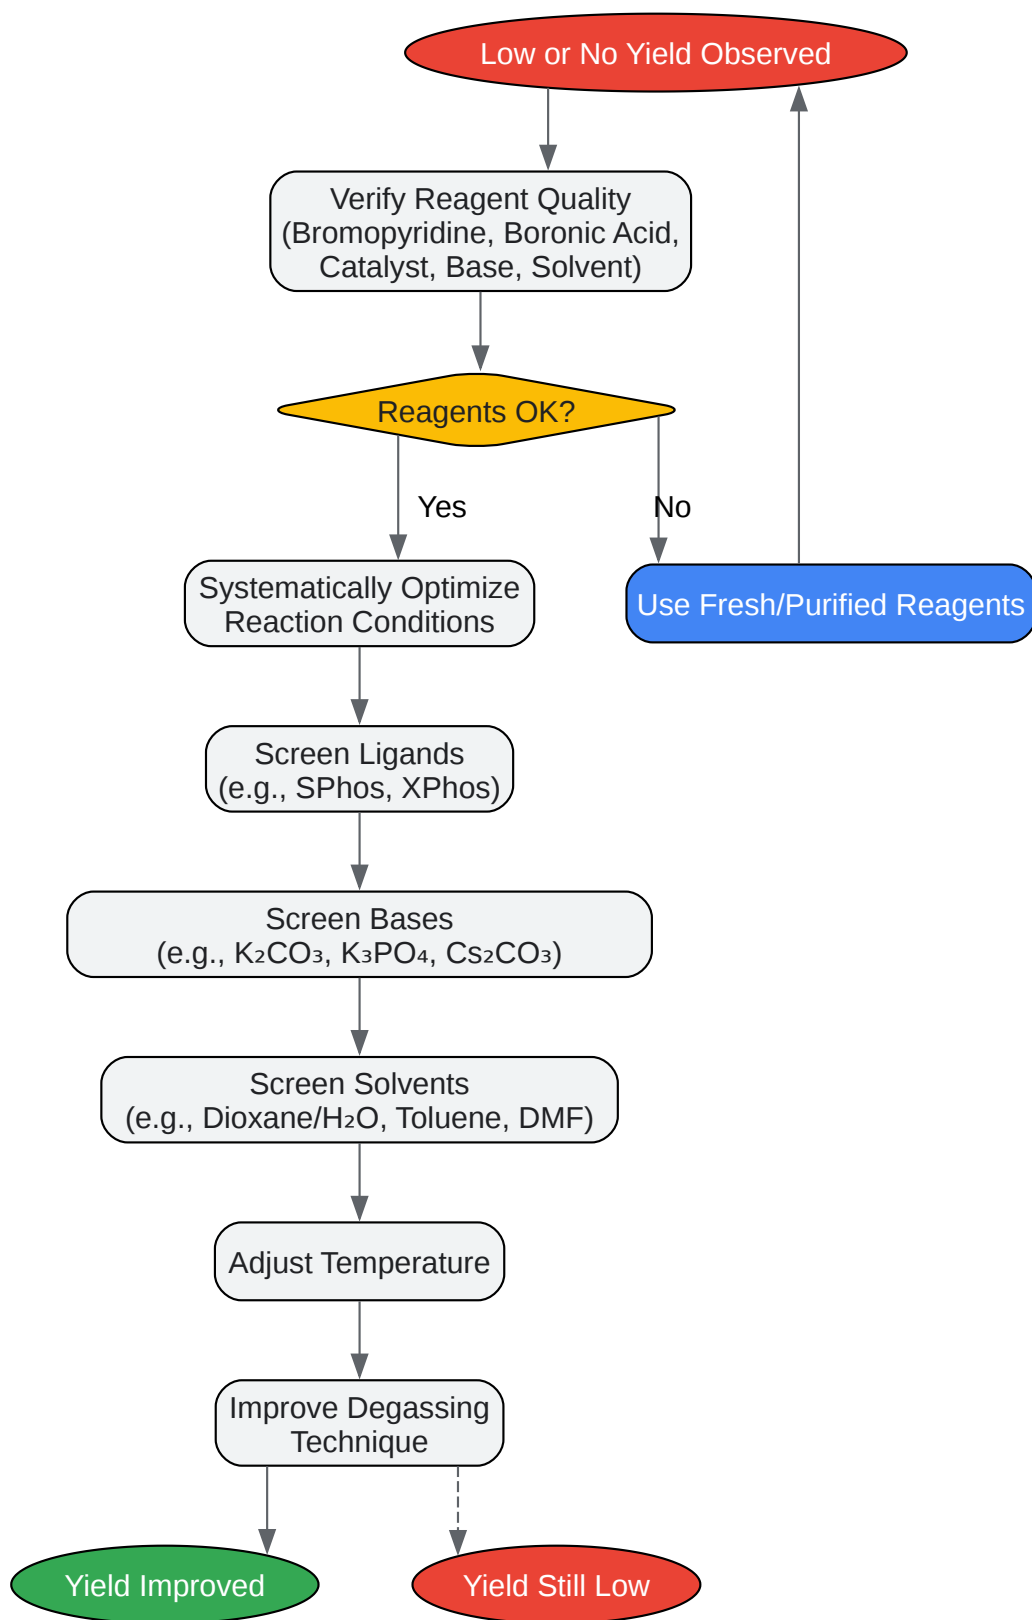 Low or No Yield Observed
Verify Reagent Quality
(Bromopyridine, Boronic Acid,
Catalyst, Base, Solvent)
Reagents OK?
Yes
No
Systematically Optimize
Reaction Conditions
Use Fresh/Purified Reagents
Screen Ligands
(e.g., SPhos, XPhos)
Screen Bases
(e.g., K₂CO₃, K₃PO₄, Cs₂CO₃)
Screen Solvents
(e.g., Dioxane/H₂O, Toluene, DMF)
Adjust Temperature
Improve Degassing
Technique
Yield Improved
Yield Still Low